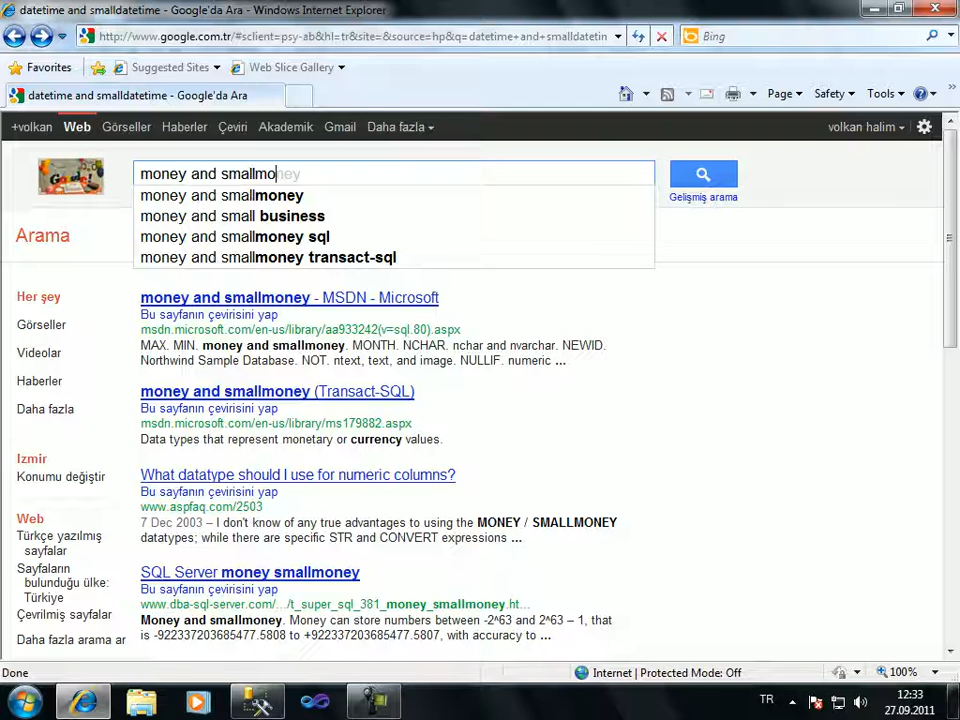 datetime and smalldatetime - Google'da Ara - Windows Internet Explorer
http://www.google.com.tr/#sclient=psy-ab&hl=tr&site=&source=hp&q=datetime+and+smalldatetin
Bing
Favorites
Suggested Sites
Web Slice Gallery
datetime and smalldatetime - Google'da Ara
Page
Safety
Tools
+volkan Web Görseller Haberler Çeviri Akademik Gmail Daha fazla
volkan halim
money and smallmoney
Gelişmiş arama
money and smallmoney
money and small business
money and smallmoney sql
money and smallmoney transact-sql
Arama
Her şey
Görseller
Videolar
Haberler
Daha fazla
Izmir
Konumu değiştir
Web
Türkçe yazılmış
sayfalar
Sayfaların
bulunduğu ülke:
Türkiye
Çevrilmiş sayfalar
Daha fazla arama ar
money and smallmoney - MSDN - Microsoft
Bu sayfanın çevirisini yap
msdn.microsoft.com/en-us/library/aa933242(v=sql.80).aspx
MAX. MIN. money and smallmoney. MONTH. NCHAR. nchar and nvarchar. NEWID.
Northwind Sample Database. NOT. ntext, text, and image. NULLIF. numeric ...
money and smallmoney (Transact-SQL)
Bu sayfanın çevirisini yap
msdn.microsoft.com/en-us/library/ms179882.aspx
Data types that represent monetary or currency values.
What datatype should I use for numeric columns?
Bu sayfanın çevirisini yap
www.aspfaq.com/2503
7 Dec 2003 – I don't know of any true advantages to using the MONEY / SMALLMONEY
datatypes; while there are specific STR and CONVERT expressions ...
SQL Server money smallmoney
Bu sayfanın çevirisini yap
www.dba-sql-server.com/.../t_super_sql_381_money_smallmoney.ht...
Money and smallmoney. Money can store numbers between -2^63 and 2^63 – 1, that
is -922337203685477.5808 to +922337203685477.5807, with accuracy to ...
Done
Internet | Protected Mode: Off
100%
TR
12:33
27.09.2011